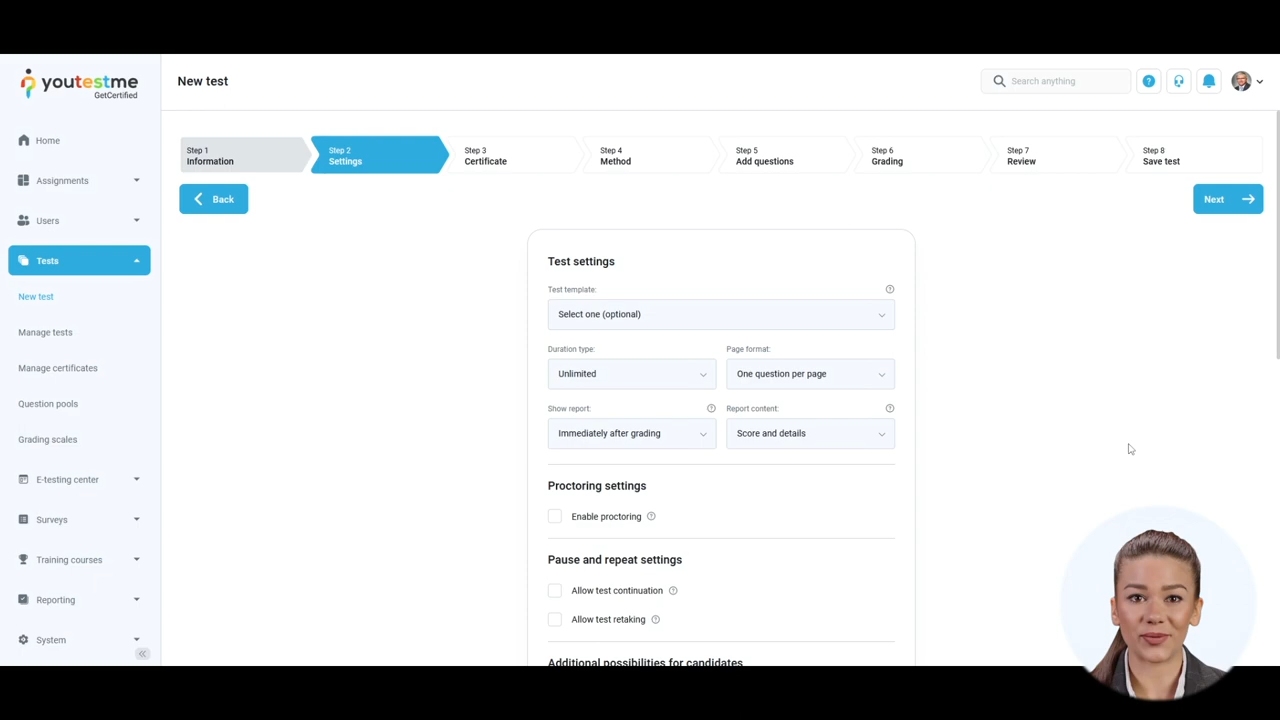 youtestme
GetCertified
New test
Search anything
?
Home
Assignments
Users
Tests
New test
Manage tests
Manage certificates
Question pools
Grading scales
E-testing center
Surveys
Training courses
Reporting
System
Step 1
Information
Step 2
Settings
Step 3
Certificate
Step 4
Method
Step 5
Add questions
Step 6
Grading
Step 7
Review
Step 8
Save test
Back
Next
Test settings
Test template: ?
Select one (optional)
Duration type: Page format:
Unlimited One question per page
Show report: ? Report content: ?
Immediately after grading Score and details
Proctoring settings
Enable proctoring ?
Pause and repeat settings
Allow test continuation ?
Allow test retaking ?
Additional possibilities for candidates